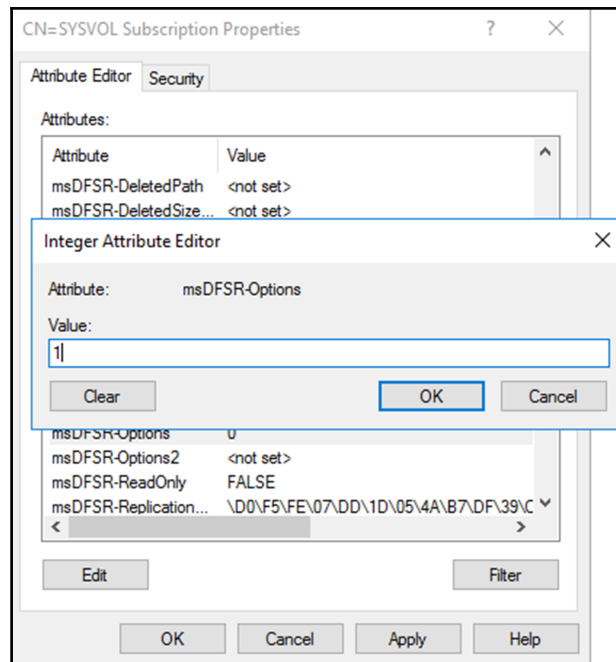 CN=SYSVOL Subscription Properties ?
Attribute Editor Security
Attributes:
Attribute Value
msDFSR-DeletedPath <not set>
msDFSR-DeletedSize... <not set>
Integer Attribute Editor
Attribute: msDFSR-Options
Value:
1
Clear OK Cancel
msDFSR-Options 0
msDFSR-Options2 <not set>
msDFSR-ReadOnly FALSE
msDFSR-Replication... \D0\F5\FE\07\DD\1D\05\4A\B7\DF\39\C
Edit Filter
OK Cancel Apply Help